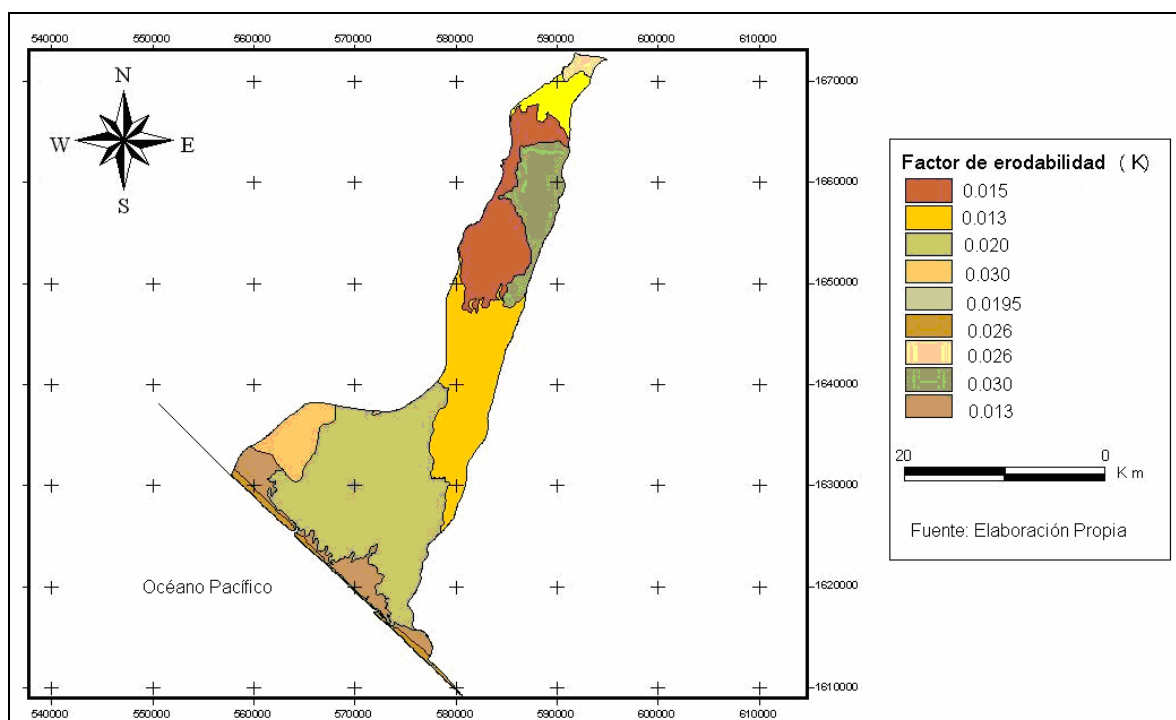 540000 550000 560000 570000 580000 590000 600000 610000
N
W E
S
1670000
1660000
1650000
1640000
1630000
1620000
1610000
Océano Pacífico
540000 550000 560000 570000 580000 590000 600000 610000
Factor de erodabilidad ( K)
0.015
0.013
0.020
0.030
0.0195
0.026
0.026
0.030
0.013
20 0
K m
Fuente: Elaboración Propia